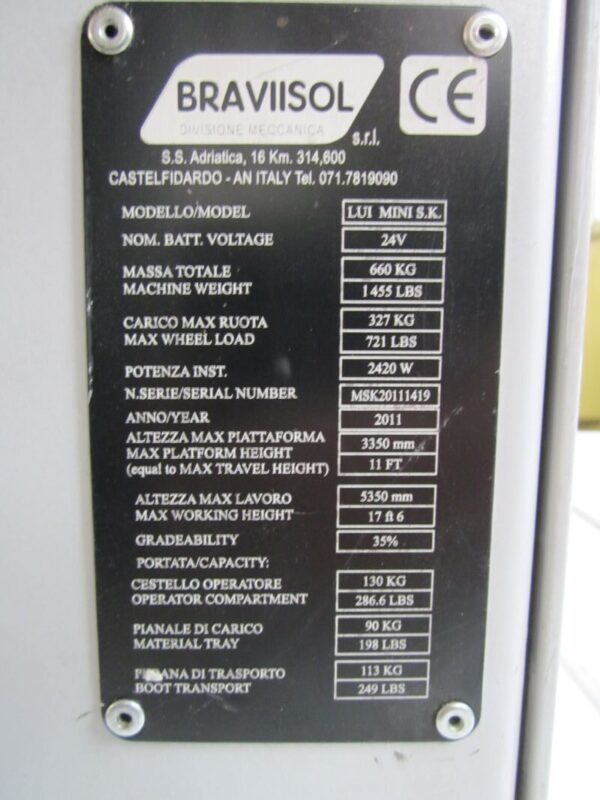 BRAVIISOL
DIVISIONE MECCANICA
s.r.l.
CE
S.S. Adriatica, 16 Km. 314,600
CASTELFIDARDO - AN ITALY Tel. 071.7819090
MODELLO/MODEL LUI MINI S.K.
NOM. BATT. VOLTAGE 24V
MASSA TOTALE 660 KG
MACHINE WEIGHT 1455 LBS
CARICO MAX RUOTA 327 KG
MAX WHEEL LOAD 721 LBS
POTENZA INST. 2420 W
N.SERIE/SERIAL NUMBER MSK20111419
ANNO/YEAR 2011
ALTEZZA MAX PIATTAFORMA 3350 mm
MAX PLATFORM HEIGHT 11 FT
(equal to MAX TRAVEL HEIGHT)
ALTEZZA MAX LAVORO 5350 mm
MAX WORKING HEIGHT 17 ft 6
GRADEABILITY 35%
PORTATA/CAPACITY:
CESTELLO OPERATORE 130 KG
OPERATOR COMPARTMENT 286.6 LBS
PIANALE DI CARICO 90 KG
MATERIAL TRAY 198 LBS
PEDANA DI TRASPORTO 113 KG
BOOT TRANSPORT 249 LBS